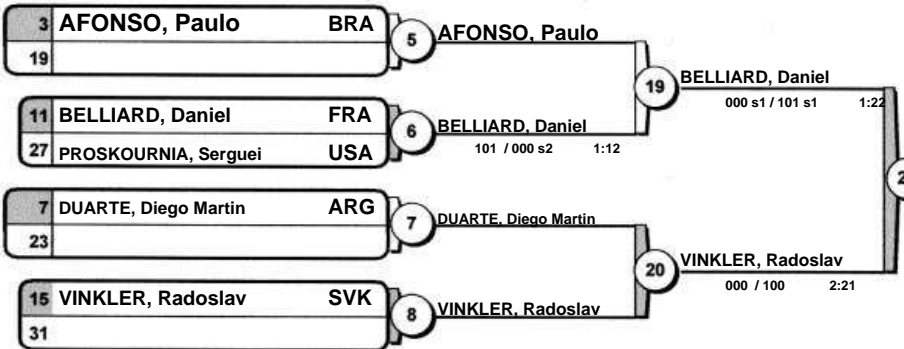 3 AFONSO, Paulo BRA
19
5
AFONSO, Paulo
11 BELLIARD, Daniel FRA
27 PROSKOURNIA, Serguei USA
6
BELLIARD, Daniel
101 / 000 s2 1:12
19
BELLIARD, Daniel
000 s1 / 101 s1 1:22
7 DUARTE, Diego Martin ARG
23
7
DUARTE, Diego Martin
15 VINKLER, Radoslav SVK
31
8
VINKLER, Radoslav
20
VINKLER, Radoslav
000 / 100 2:21